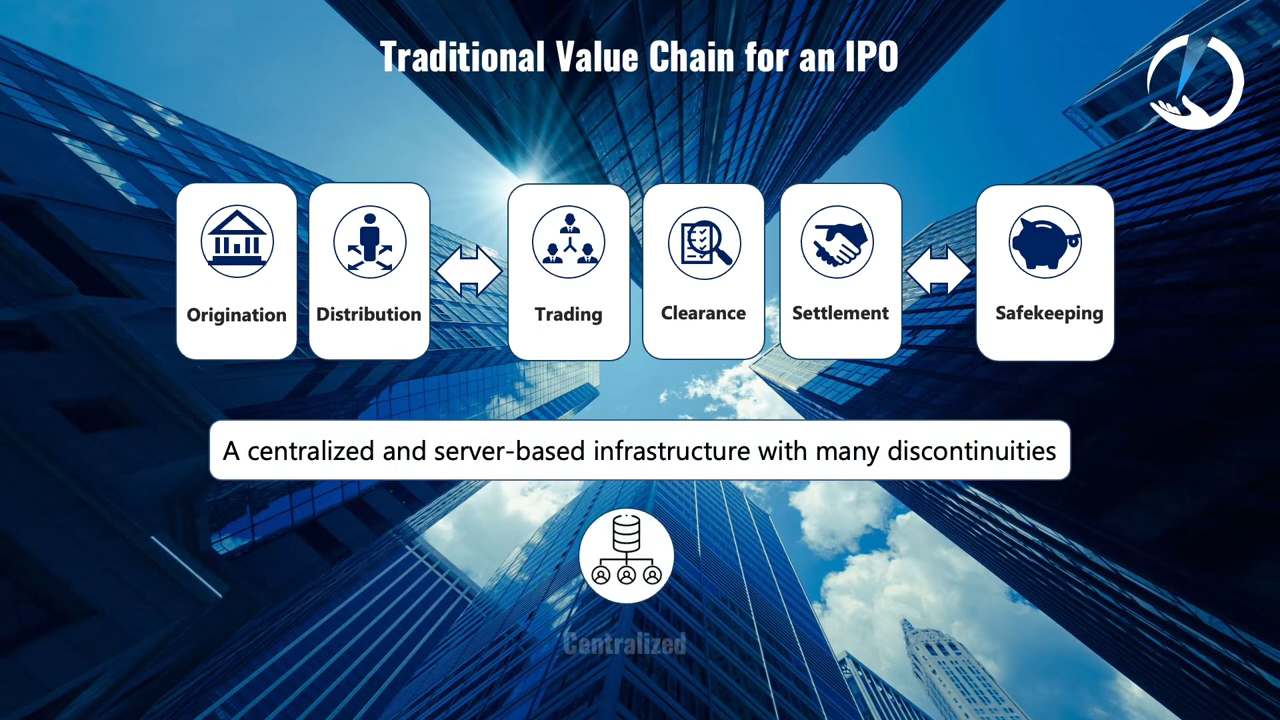 Traditional Value Chain for an IPO
Origination
Distribution
Trading
Clearance
Settlement
Safekeeping
A centralized and server-based infrastructure with many discontinuities
Centralized